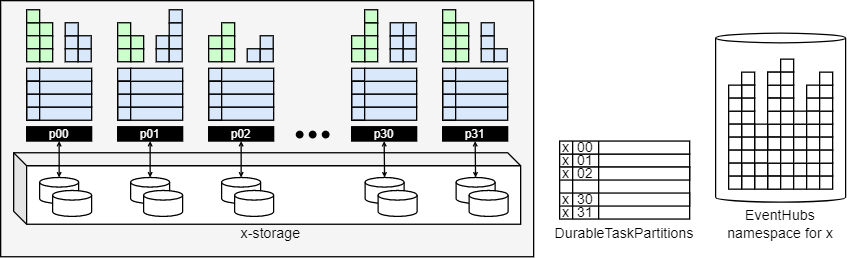 p00 p01 p02 p30 p31
x-storage
x 00
x 01
x 02
x 30
x 31
DurableTaskPartitions
EventHubs
namespace for x